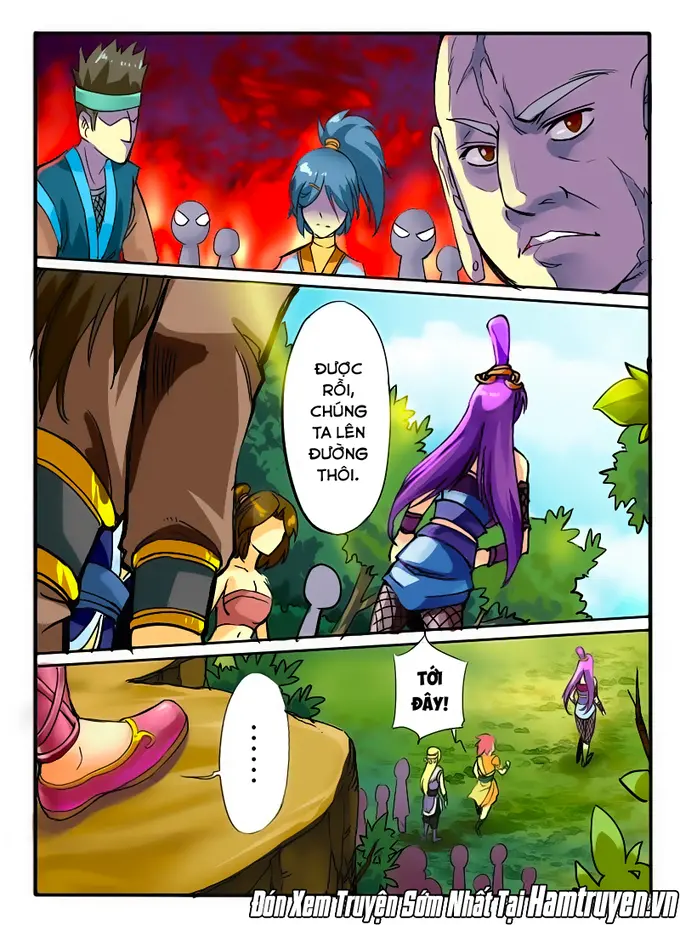 ĐƯỢC
RỒI,
CHÚNG
TA LÊN
ĐƯỜNG
THÔI.
TỚI
ĐÂY!
......
Đón Xem Truyện Sớm Nhất Tại Hamtruyen.vn